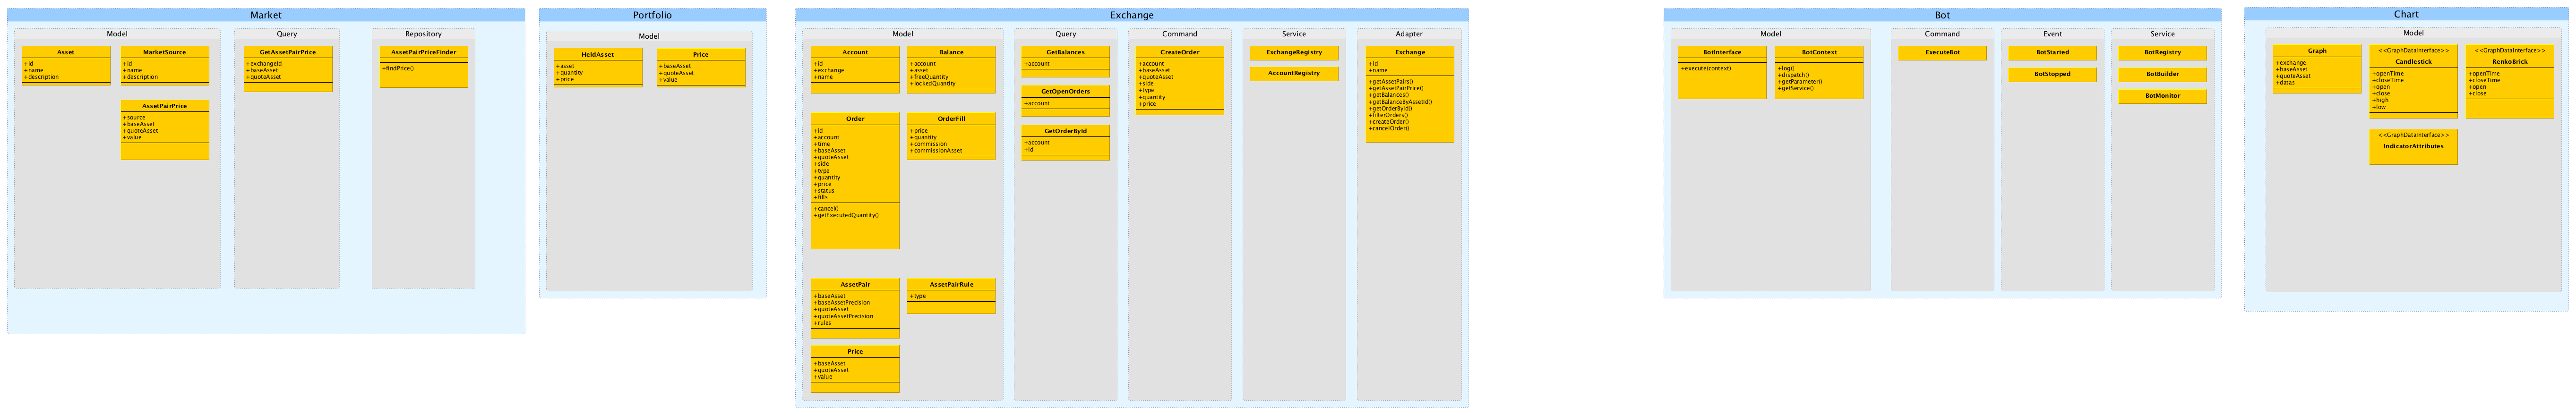 Market
Model
Asset
+id
+name
+description
MarketSource
+id
+name
+description
AssetPairPrice
+source
+baseAsset
+quoteAsset
+value
Query
GetAssetPairPrice
+exchangeId
+baseAsset
+quoteAsset
Repository
AssetPairPriceFinder
+findPrice()
Portfolio
Model
HeldAsset
+asset
+quantity
+price
Price
+baseAsset
+quoteAsset
+value
Exchange
Model
Account
+id
+exchange
+name
Balance
+account
+asset
+freeQuantity
+lockedQuantity
Order
+id
+account
+time
+baseAsset
+quoteAsset
+side
+type
+quantity
+price
+status
+fills
+cancel()
+getExecutedQuantity()
OrderFill
+price
+quantity
+commission
+commissionAsset
AssetPair
+baseAsset
+baseAssetPrecision
+quoteAsset
+quoteAssetPrecision
+rules
AssetPairRule
+type
Price
+baseAsset
+quoteAsset
+value
Query
GetBalances
+account
GetOpenOrders
+account
GetOrderById
+account
+id
Command
CreateOrder
+account
+baseAsset
+quoteAsset
+side
+type
+quantity
+price
Service
ExchangeRegistry
AccountRegistry
Adapter
Exchange
+id
+name
+getAssetPairs()
+getAssetPairPrice()
+getBalances()
+getBalanceByAssetId()
+getOrderById()
+filterOrders()
+createOrder()
+cancelOrder()
Bot
Model
BotInterface
+execute(context)
BotContext
+log()
+dispatch()
+getParameter()
+getService()
Command
ExecuteBot
Event
BotStarted
BotStopped
Service
BotRegistry
BotBuilder
BotMonitor
Chart
Model
Graph
+exchange
+baseAsset
+quoteAsset
+datas
<<GraphDataInterface>>
Candlestick
+openTime
+closeTime
+open
+close
+high
+low
<<GraphDataInterface>>
RenkoBrick
+openTime
+closeTime
+open
+close
<<GraphDataInterface>>
IndicatorAttributes